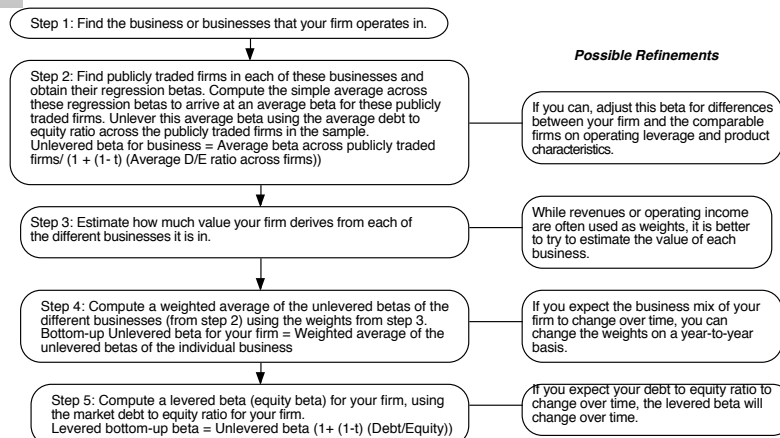 Step 1: Find the business or businesses that your firm operates in.
Possible Refinements
Step 2: Find publicly traded firms in each of these businesses and
obtain their regression betas. Compute the simple average across
these regression betas to arrive at an average beta for these publicly
traded firms. Unlever this average beta using the average debt to
equity ratio across the publicly traded firms in the sample.
Unlevered beta for business = Average beta across publicly traded
firms/ (1 + (1- t) (Average D/E ratio across firms))
If you can, adjust this beta for differences
between your firm and the comparable
firms on operating leverage and product
characteristics.
Step 3: Estimate how much value your firm derives from each of
the different businesses it is in.
While revenues or operating income
are often used as weights, it is better
to try to estimate the value of each
business.
Step 4: Compute a weighted average of the unlevered betas of the
different businesses (from step 2) using the weights from step 3.
Bottom-up Unlevered beta for your firm = Weighted average of the
unlevered betas of the individual business
If you expect the business mix of your
firm to change over time, you can
change the weights on a year-to-year
basis.
Step 5: Compute a levered beta (equity beta) for your firm, using
the market debt to equity ratio for your firm.
Levered bottom-up beta = Unlevered beta (1+ (1-t) (Debt/Equity))
If you expect your debt to equity ratio to
change over time, the levered beta will
change over time.